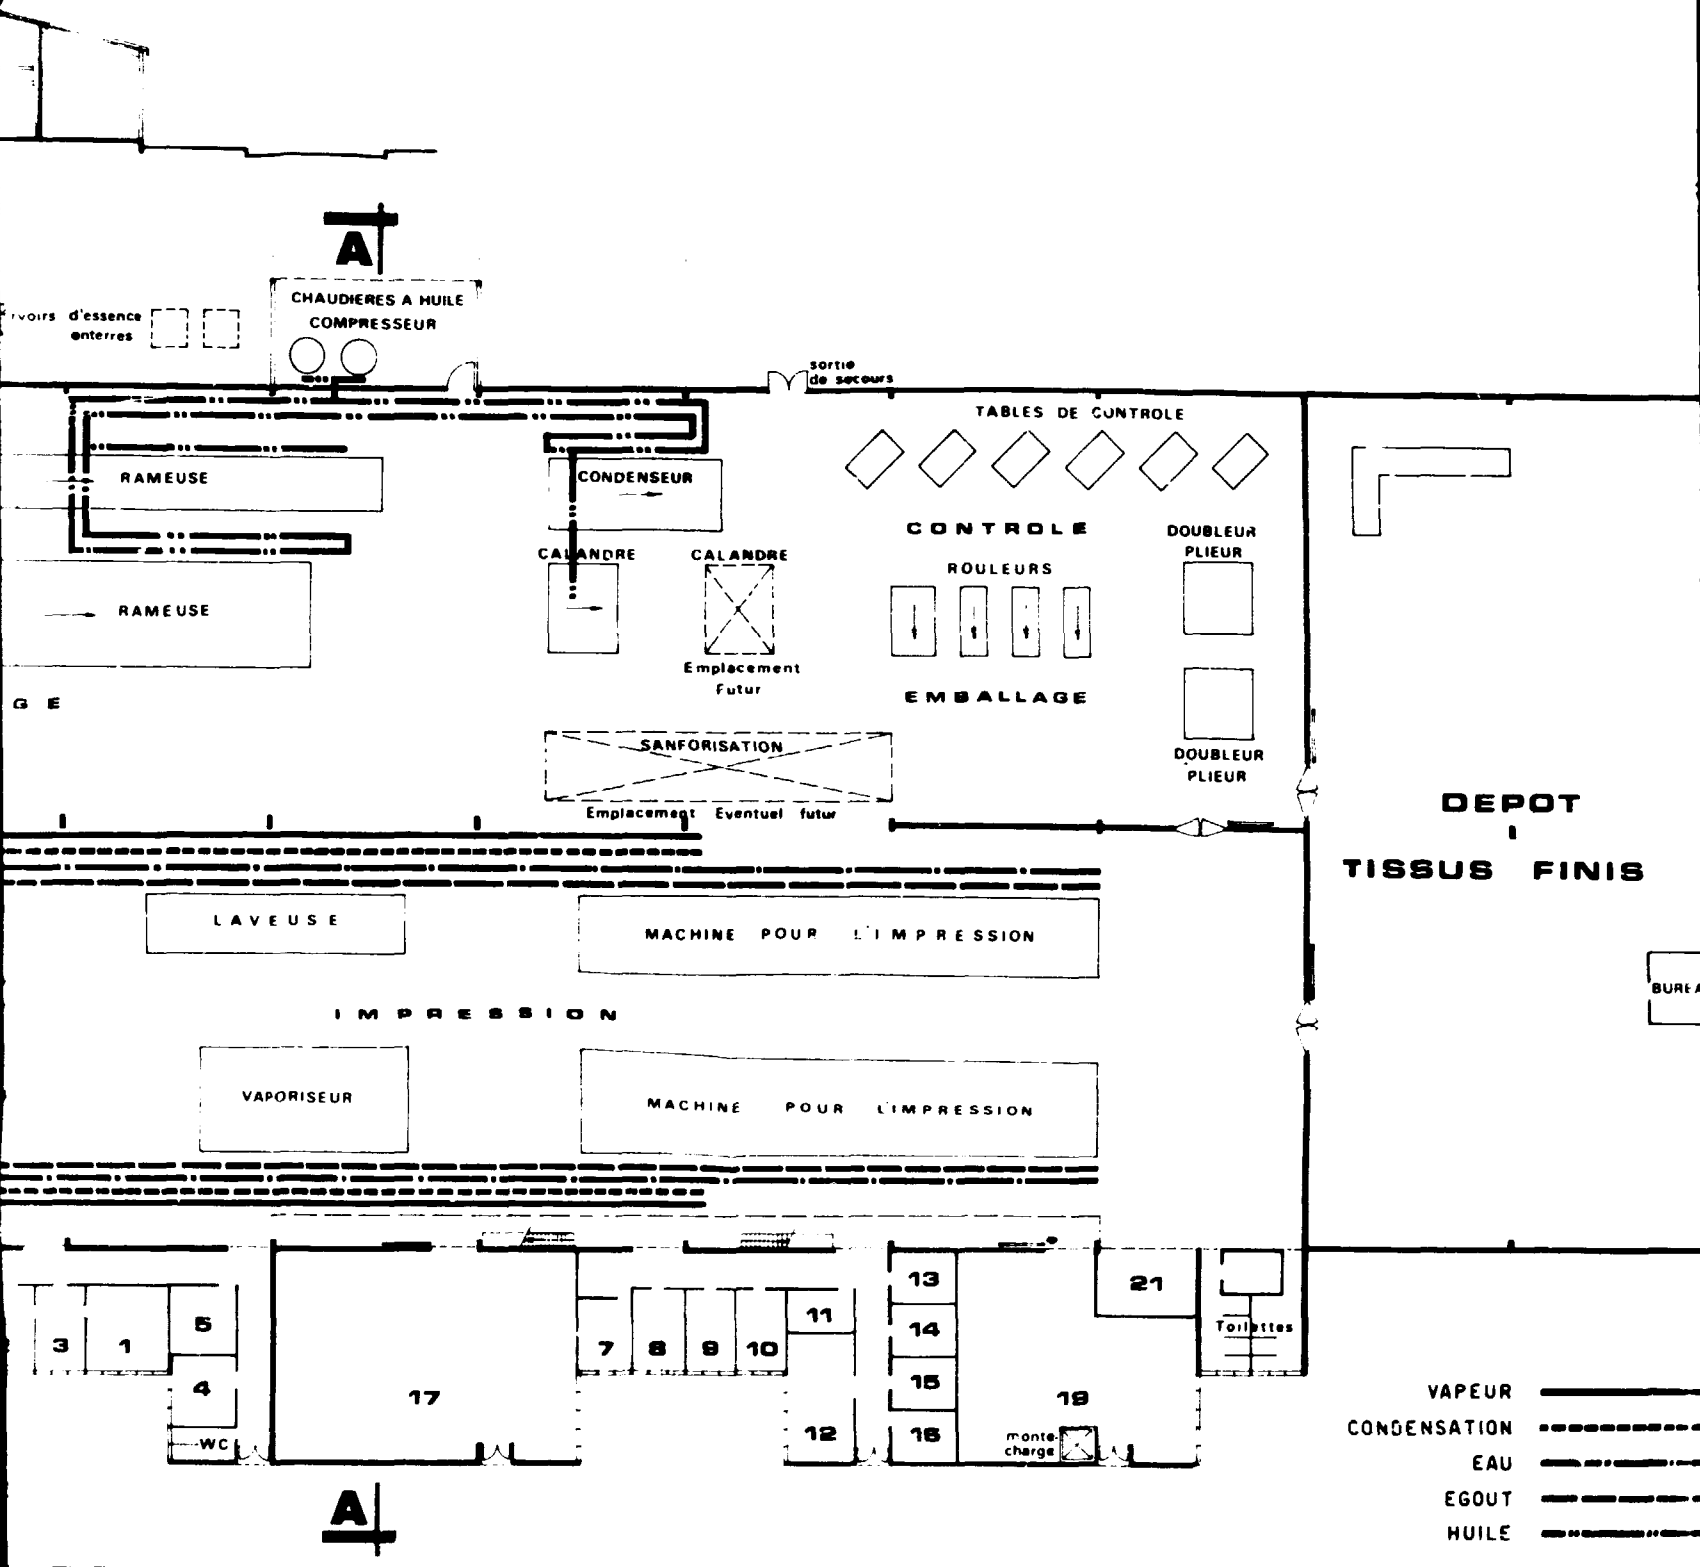 A
CHAUDIERES A HUILE
COMPRESSEUR
d'essence
enterres
sortie
de secours
TABLES DE CONTROLE
RAMEUSE
CONDENSEUR
CONTROLE
DOUBLEUR
PLIEUR
CALANDRE
CALANDRE
ROULEURS
RAMEUSE
Emplacement
Futur
EMBALLAGE
GE
SANFORISATION
DOUBLEUR
PLIEUR
Emplacement Eventuel futur
DEPOT
TISSUS FINIS
LAVEUSE
MACHINE POUR L'IMPRESSION
BUREA
IMPRESSION
VAPORISEUR
MACHINE POUR L'IMPRESSION
13
21
11
5
14
Toilettes
3
1
7
8
9
10
15
4
17
19
12
16
WC
monte-
charge
VAPEUR
CONDENSATION
EAU
EGOUT
HUILE
A